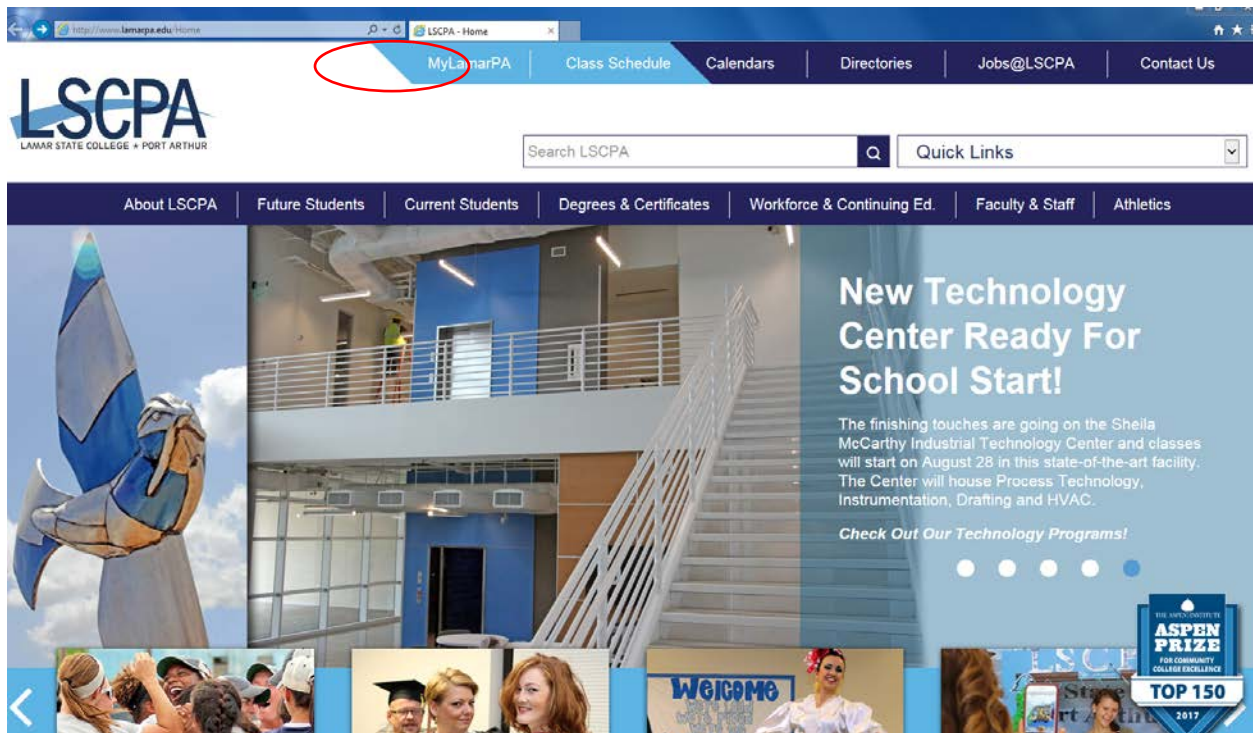 http://www.lamarpa.edu/Home
LSCPA - Home
MyLamarPA
Class Schedule
Calendars
Directories
Jobs@LSCPA
Contact Us
LSCPA
LAMAR STATE COLLEGE + PORT ARTHUR
Search LSCPA
Quick Links
About LSCPA
Future Students
Current Students
Degrees & Certificates
Workforce & Continuing Ed.
Faculty & Staff
Athletics
New Technology
Center Ready For
School Start!
The finishing touches are going on the Sheila
McCarthy Industrial Technology Center and classes
will start on August 28 in this state-of-the-art facility.
The Center will house Process Technology,
Instrumentation, Drafting and HVAC.
Check Out Our Technology Programs!
THE ASPEN INSTITUTE
ASPEN
PRIZE
FOR COMMUNITY
COLLEGE EXCELLENCE
TOP 150
2017
WELCOME